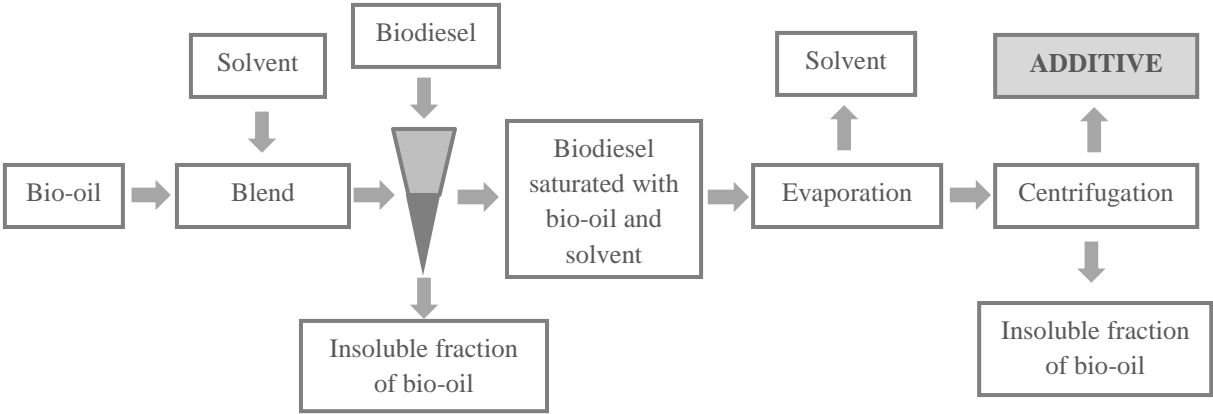 Biodiesel
Solvent
Solvent
ADDITIVE
Bio-oil
Blend
Biodiesel
saturated with
bio-oil and
solvent
Evaporation
Centrifugation
Insoluble fraction
of bio-oil
Insoluble fraction
of bio-oil